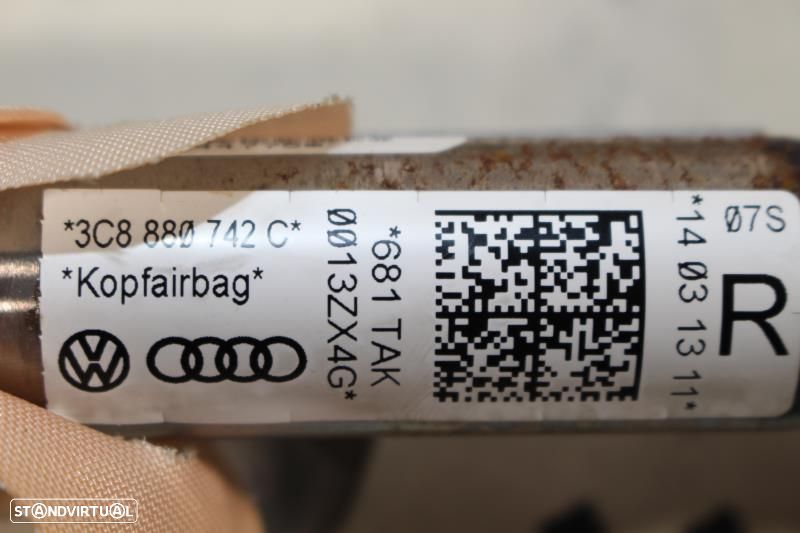 *3C8 880 742 C*
*Kopfairbag*
*681 TAK
0013ZX4G*
*14 03 13 11*
07S
R
STANDVIRTUAL